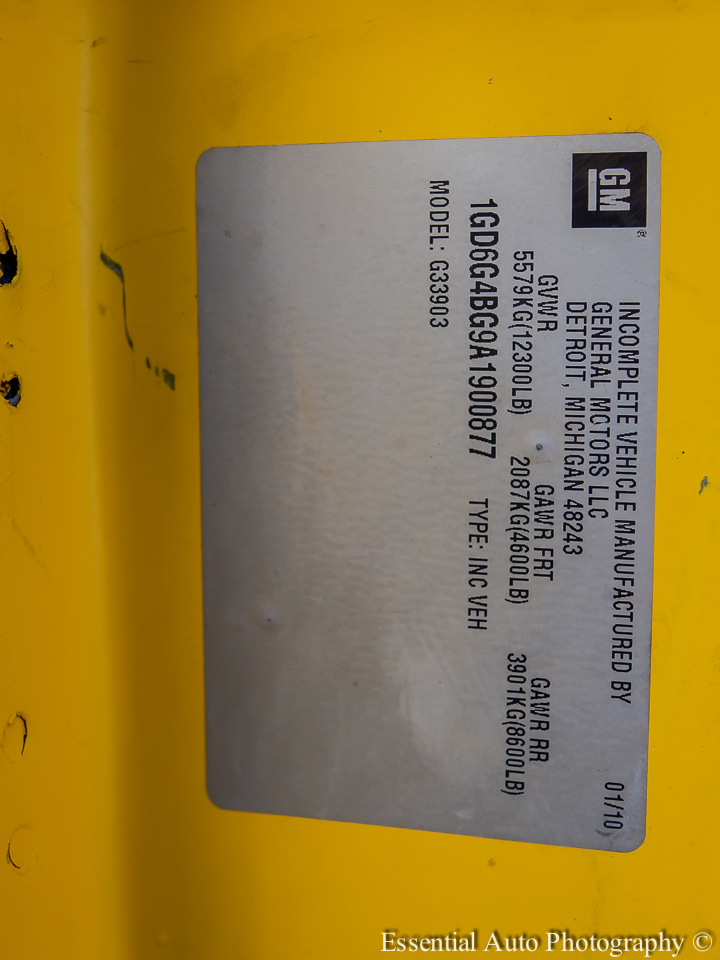 GM
INCOMPLETE VEHICLE MANUFACTURED BY 01/10
GENERAL MOTORS LLC
DETROIT, MICHIGAN 48243
GVWR GAWR FRT GAWR RR
5579KG(12300LB) 2087KG(4600LB) 3901KG(8600LB)
1GD6G4BG9A1900877 TYPE: INC VEH
MODEL: G33903
Essential Auto Photography ©